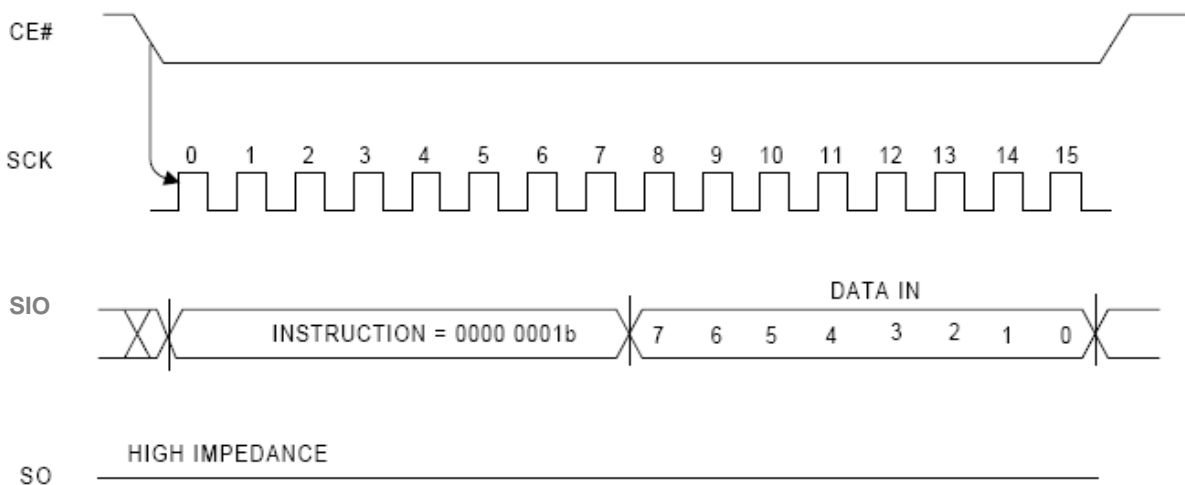 CE#
SCK
0 1 2 3 4 5 6 7 8 9 10 11 12 13 14 15
SIO
DATA IN
INSTRUCTION = 0000 0001b 7 6 5 4 3 2 1 0
HIGH IMPEDANCE
SO